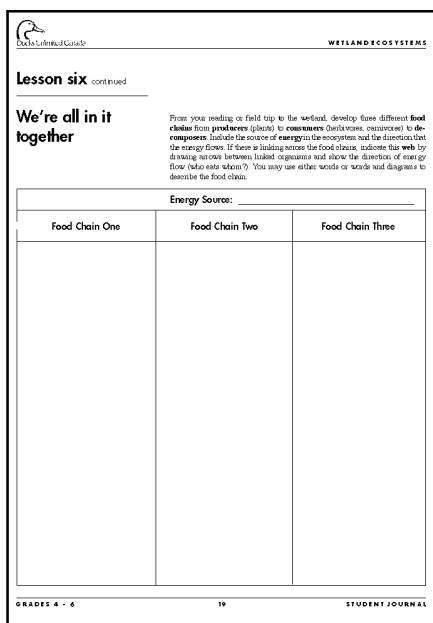 Ducks Unlimited Canada
WETLAND ECOSYSTEMS
Lesson six continued
We're all in it
together
From your reading or field trip to the wetland, develop three different food
chains from producers (plants) to consumers (herbivores, carnivores) to de-
composers. Include the source of energy in the ecosystem and the direction that
the energy flows. If there is linking across the food chains, indicate this web by
drawing arrows between linked organisms and show the direction of energy
flow (who eats whom?). You may use either words or words and diagrams to
describe the food chain.
Energy Source:
Food Chain One
Food Chain Two
Food Chain Three
GRADES 4 - 6
19
STUDENT JOURNAL